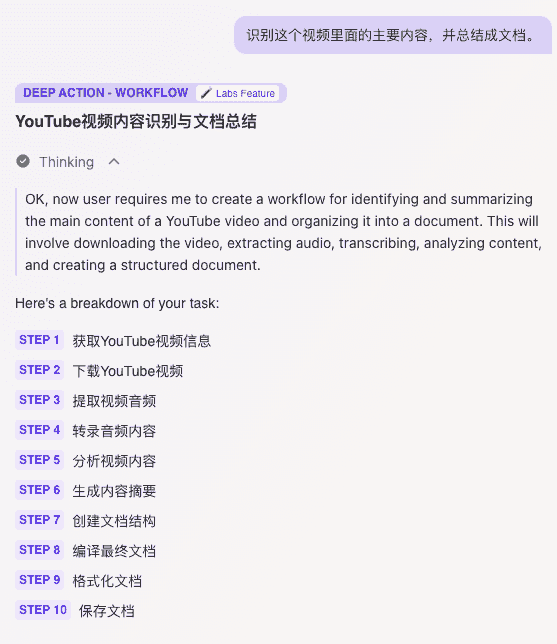 识别这个视频里面的主要内容，并总结成文档。
DEEP ACTION - WORKFLOW Labs Feature
YouTube视频内容识别与文档总结
Thinking
OK, now user requires me to create a workflow for identifying and summarizing
the main content of a YouTube video and organizing it into a document. This will
involve downloading the video, extracting audio, transcribing, analyzing content,
and creating a structured document.
Here's a breakdown of your task:
STEP 1 获取YouTube视频信息
STEP 2 下载YouTube视频
STEP 3 提取视频音频
STEP 4 转录音频内容
STEP 5 分析视频内容
STEP 6 生成内容摘要
STEP 7 创建文档结构
STEP 8 编译最终文档
STEP 9 格式化文档
STEP 10 保存文档